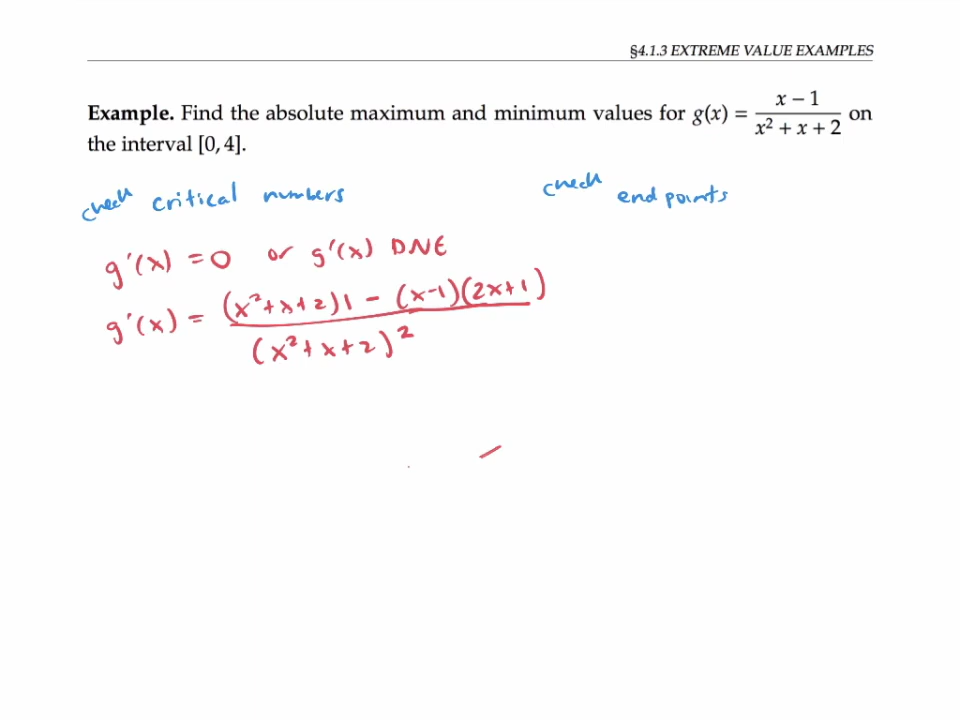 §4.1.3 EXTREME VALUE EXAMPLES
Example. Find the absolute maximum and minimum values for g(x) = (x − 1)/(x² + x + 2) on
the interval [0, 4].
check critical numbers check end points
g'(x) = 0 or g'(x) DNE
g'(x) = ((x²+x+2)1 − (x-1)(2x+1))/(x²+x+2)²